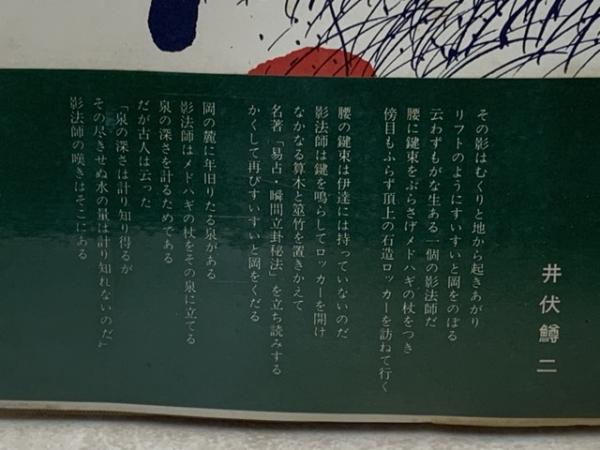 井伏鱒二
その影はむくりと地から起きあがり
リフトのようにすいすいと岡をのぼる
云わずもがな生ある一個の影法師だ
腰に鍵束をぶらさげメドハギの杖をつき
傍目もふらず頂上の石造ロッカーを訪ねて行く
腰の鍵束は伊達には持っていないのだ
影法師は鍵を鳴らしてロッカーを開け
なかなる算木と筮竹を置きかえて
名著「易占・瞬間立卦秘法」を立ち読みする
かくして再びすいすいと岡をくだる
岡の麓に年旧りたる泉がある
影法師はメドハギの杖をその泉に立てる
泉の深さを計るためである
だが古人は云った
「泉の深さは計り知り得るが
その尽きせぬ水の量は計り知れないのだ」
影法師の嘆きはそこにある